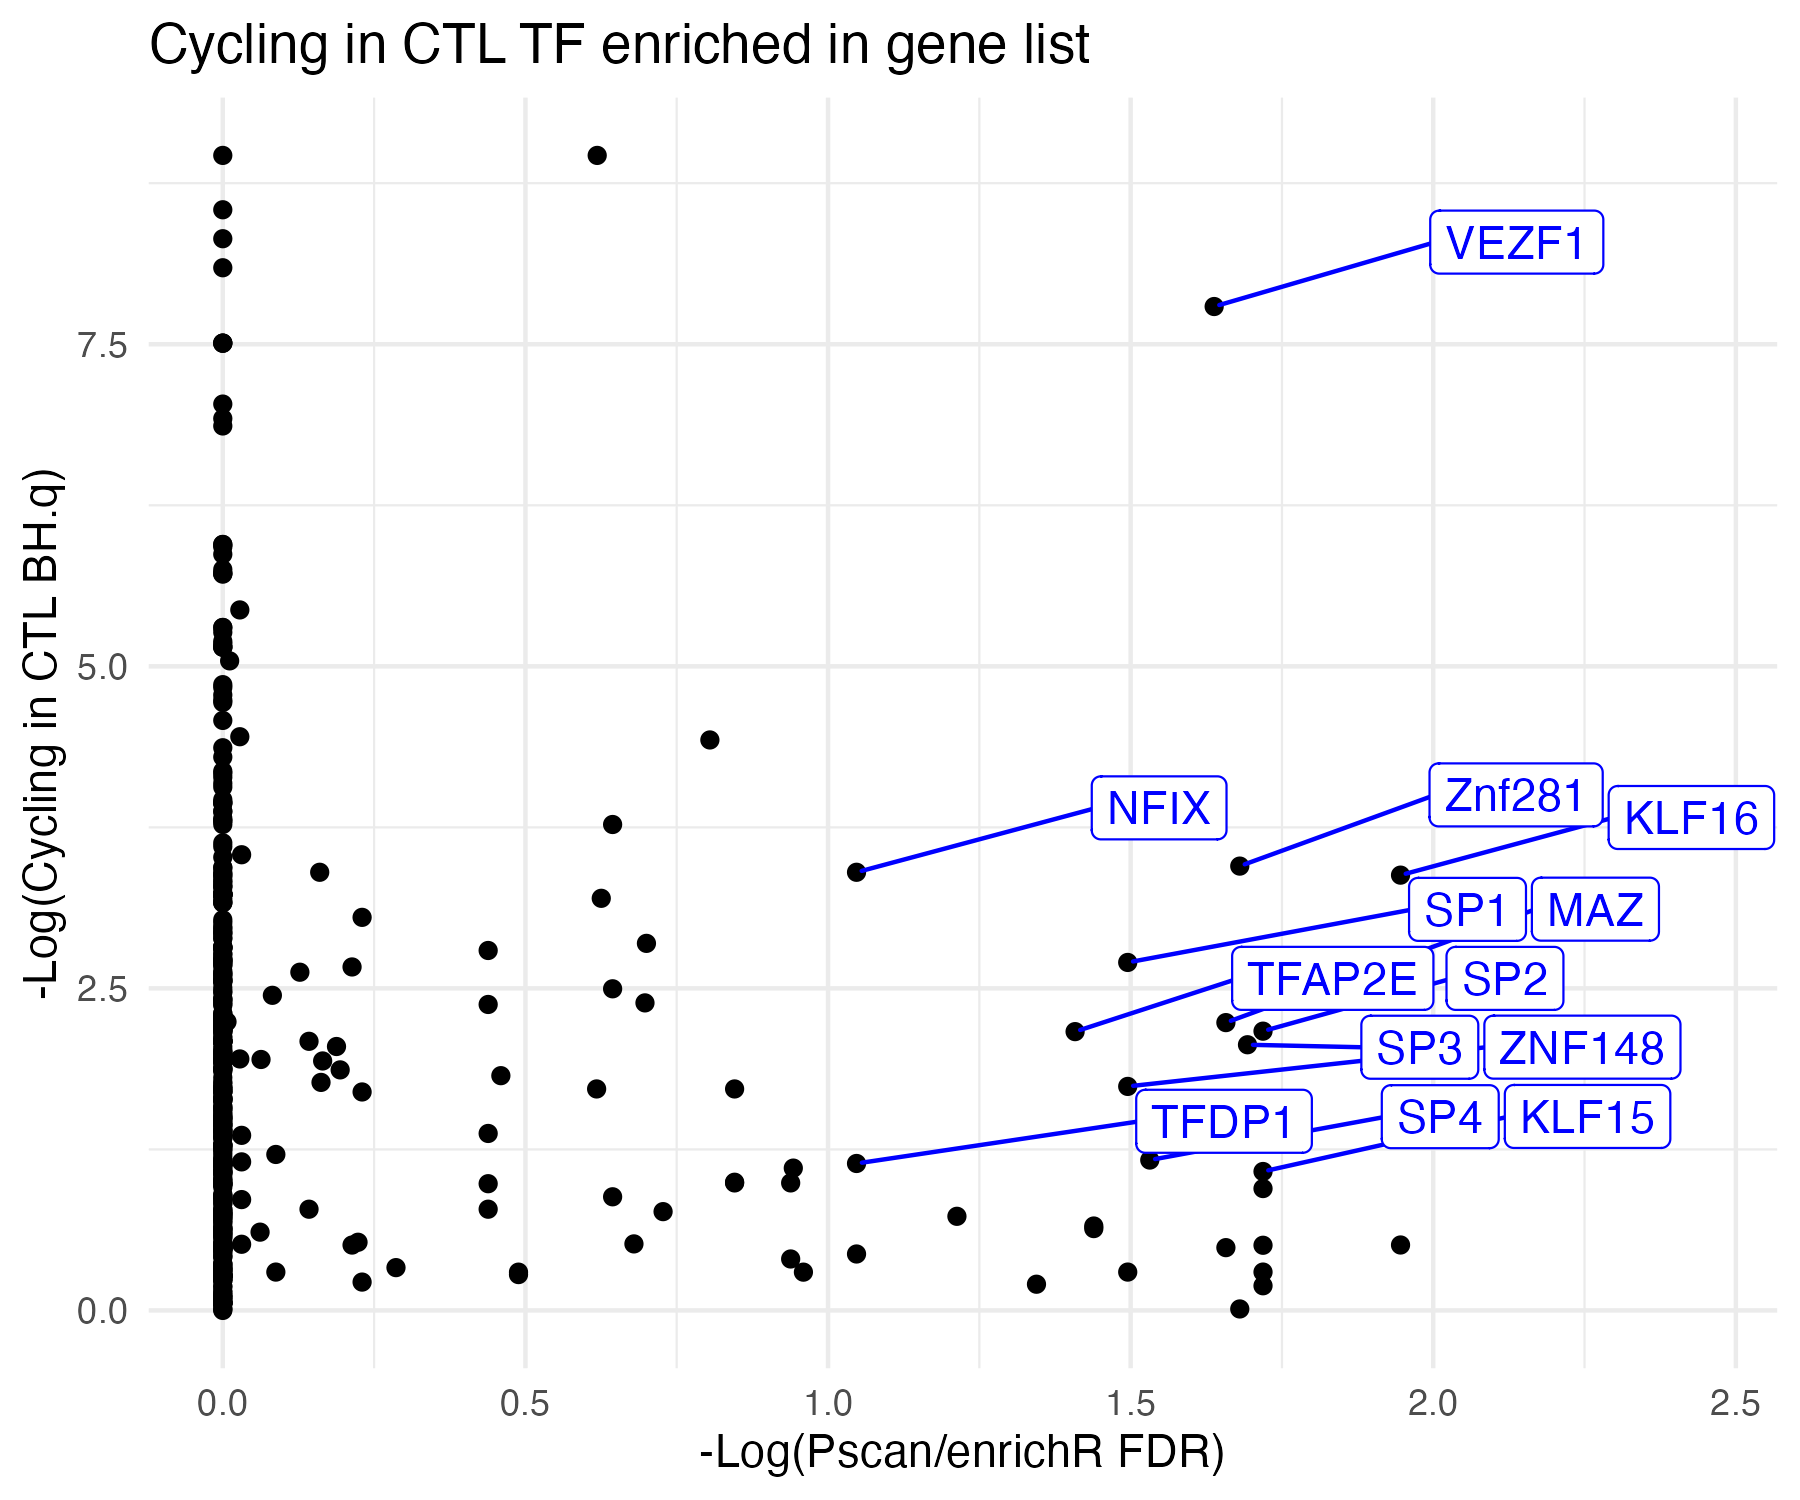 Cycling in CTL TF enriched in gene list
-Log(Cycling in CTL BH.q)
7.5
5.0
2.5
0.0
VEZF1
Znf281
NFIX
KLF16
SP1
MAZ
TFAP2E
SP2
SP3
ZNF148
TFDP1
SP4
KLF15
0.0
0.5
1.0
1.5
2.0
2.5
-Log(Pscan/enrichR FDR)